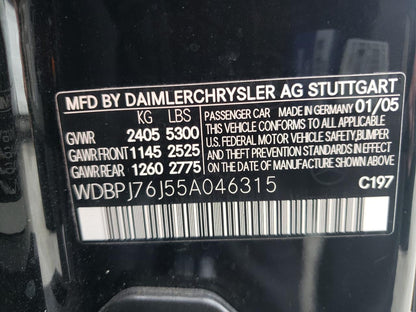 MFD BY DAIMLERCHRYSLER AG STUTTGART
KG LBS PASSENGER CAR MADE IN GERMANY 01/05
GVWR 2405 5300 THIS VEHICLE CONFORMS TO ALL APPLICABLE
GAWR FRONT 1145 2525 U.S. FEDERAL MOTOR VEHICLE SAFETY, BUMPER
GAWR REAR 1260 2775 AND THEFT PREVENTION STANDARDS IN EFFECT
ON THE DATE OF MANUFACTURE SHOWN ABOVE
WDBPJ76J55A046315
C197